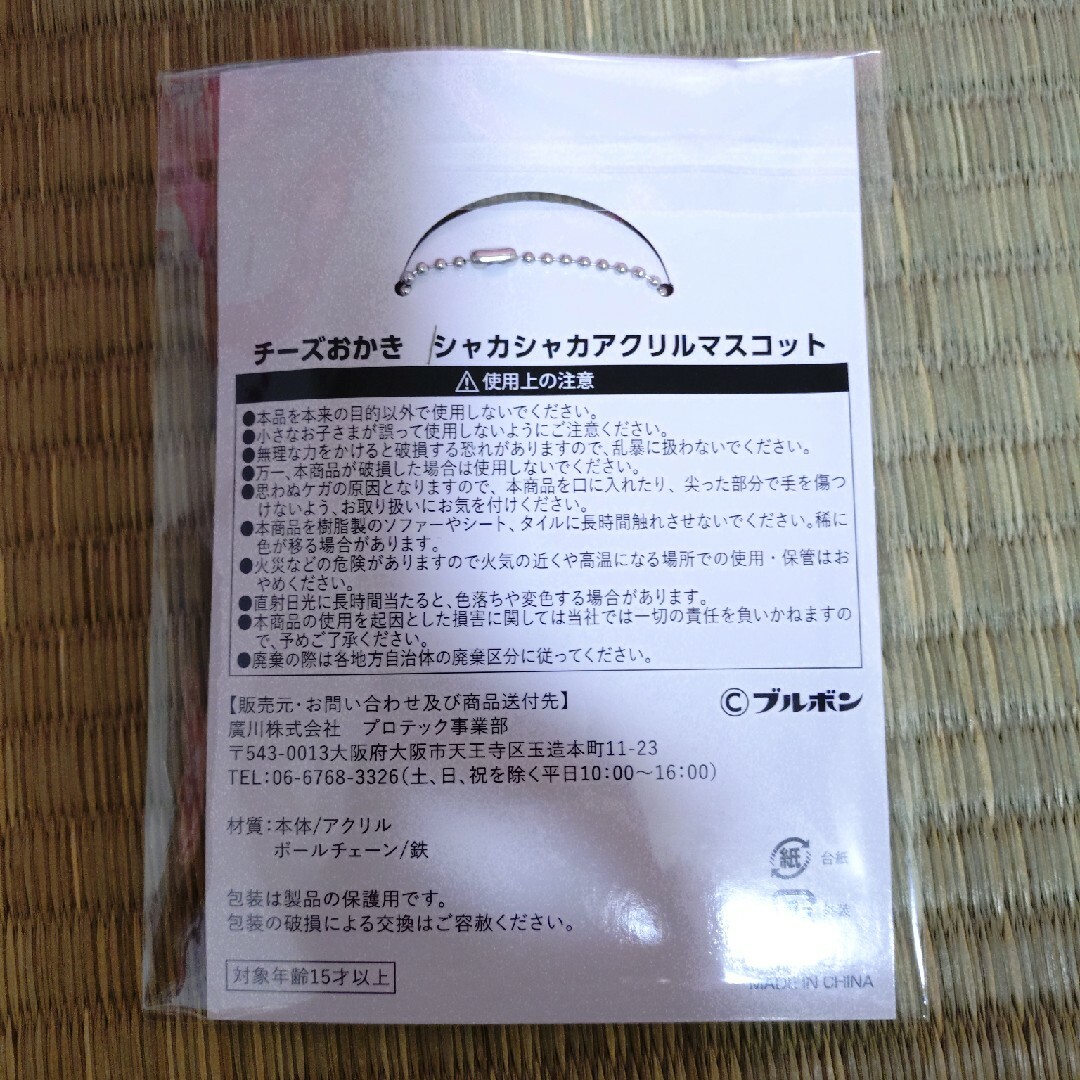 チーズおかき シャカシャカアクリルマスコット
⚠使用上の注意
●本品を本来の目的以外で使用しないでください。
●小さなお子さまが誤って使用しないようにご注意ください。
●無理な力をかけると破損する恐れがありますので、乱暴に扱わないでください。
●万一、本商品が破損した場合は使用しないでください。
●思わぬケガの原因となりますので、本商品を口に入れたり、尖った部分で手を傷つ
けないよう、お取り扱いにお気を付けください。
●本商品を樹脂製のソファーやシート、タイルに長時間触れさせないでください。稀に
色が移る場合があります。
●火災などの危険がありますので火気の近くや高温になる場所での使用・保管はお
やめください。
●直射日光に長時間当たると、色落ちや変色する場合があります。
●本商品の使用を起因とした損害に関しては当社では一切の責任を負いかねますの
で、予めご了承ください。
●廃棄の際は各地方自治体の廃棄区分に従ってください。
【販売元・お問い合わせ及び商品送付先】
Ⓒブルボン
廣川株式会社 プロテック事業部
〒543-0013大阪府大阪市天王寺区玉造本町11-23
TEL:06-6768-3326(土、日、祝を除く平日10:00〜16:00)
材質:本体/アクリル
ボールチェーン/鉄
紙 台紙
包装は製品の保護用です。
包装の破損による交換はご容赦ください。
包装
対象年齢15才以上
MADE IN CHINA